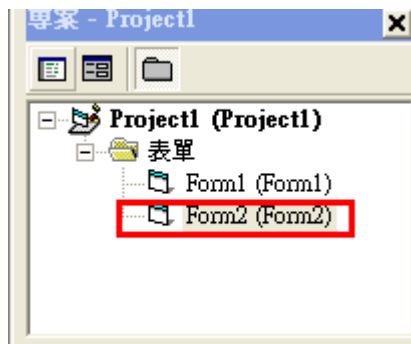 專案 - Project1
Project1 (Project1)
表單
Form1 (Form1)
Form2 (Form2)